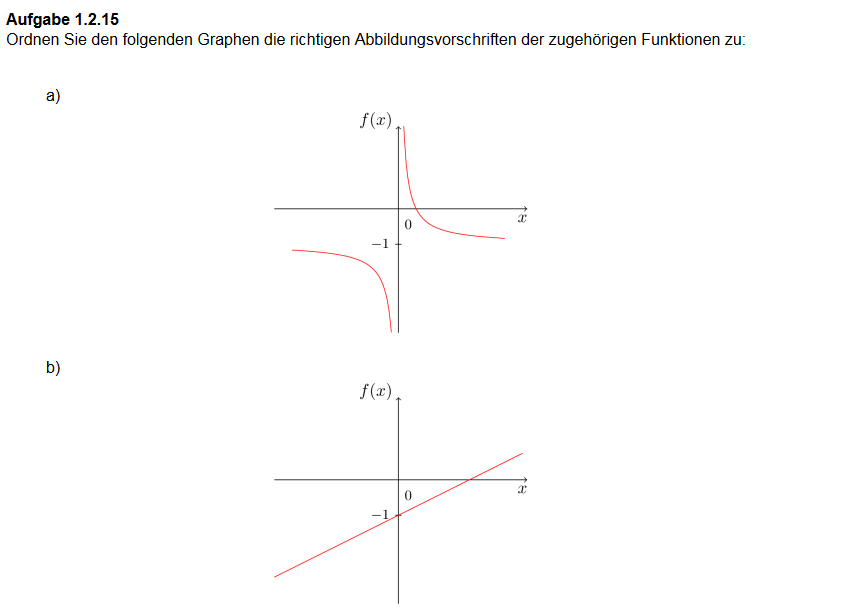 Aufgabe 1.2.15
Ordnen Sie den folgenden Graphen die richtigen Abbildungsvorschriften der zugehörigen Funktionen zu:
a)
f(x)
x
0
−1
b)
f(x)
x
0
−1